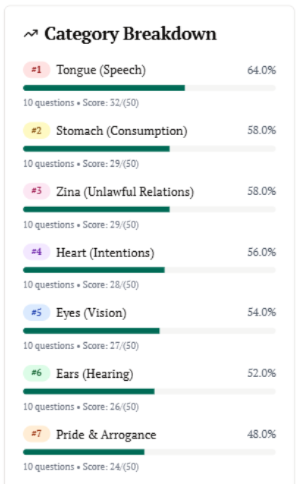 Category Breakdown
#1 Tongue (Speech) 64.0%
10 questions • Score: 32/(50)
#2 Stomach (Consumption) 58.0%
10 questions • Score: 29/(50)
#3 Zina (Unlawful Relations) 58.0%
10 questions • Score: 29/(50)
#4 Heart (Intentions) 56.0%
10 questions • Score: 28/(50)
#5 Eyes (Vision) 54.0%
10 questions • Score: 27/(50)
#6 Ears (Hearing) 52.0%
10 questions • Score: 26/(50)
#7 Pride & Arrogance 48.0%
10 questions • Score: 24/(50)